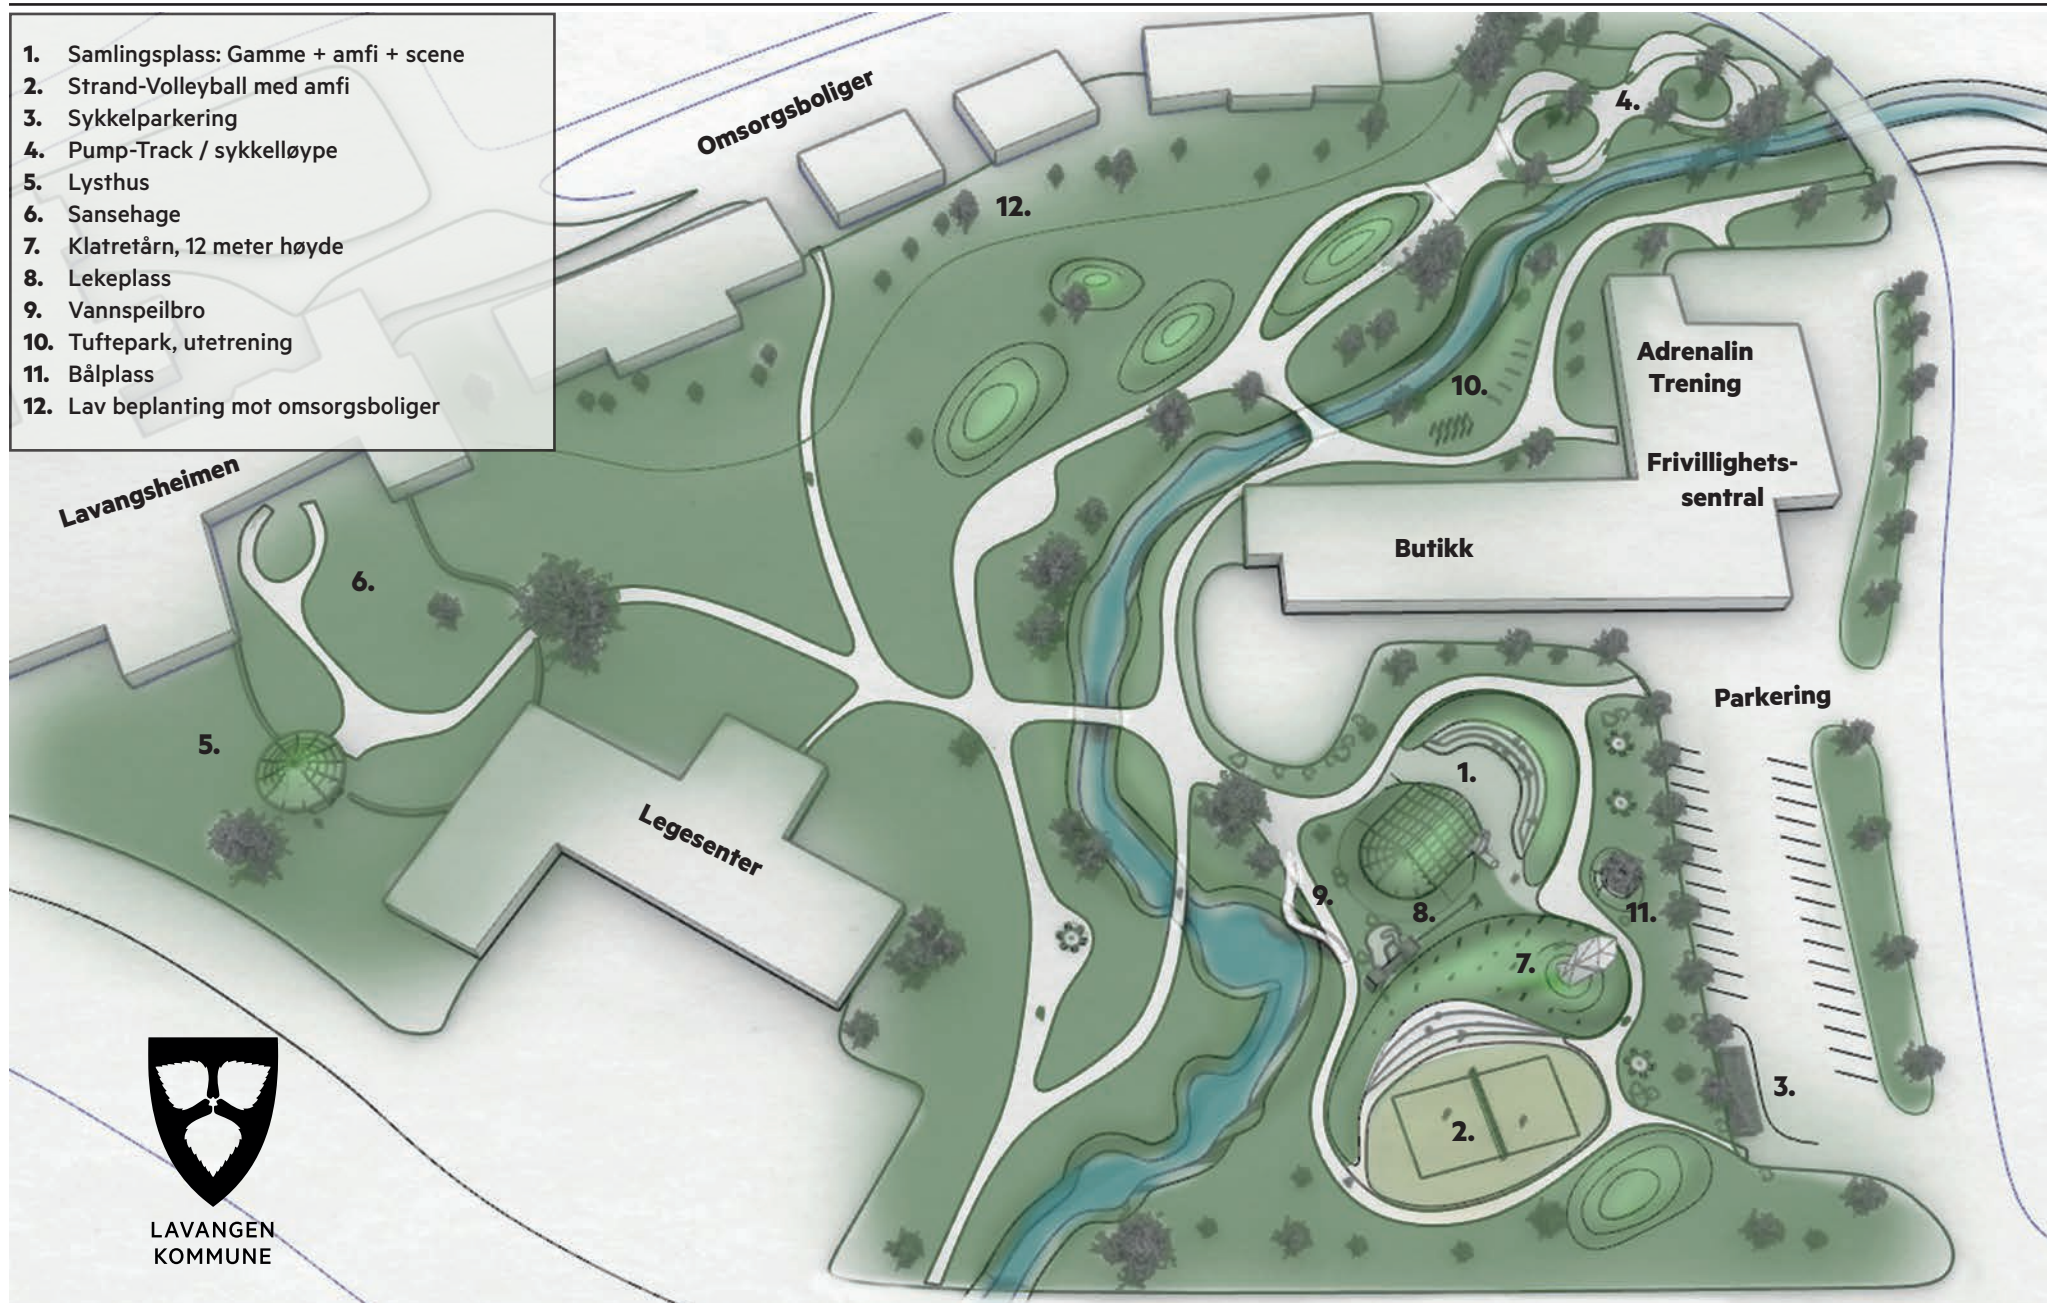 1. Samlingsplass: Gamme + amfi + scene
2. Strand-Volleyball med amfi
3. Sykkelparkering
4. Pump-Track / sykkelløype
5. Lysthus
6. Sansehage
7. Klatretårn, 12 meter høyde
8. Lekeplass
9. Vannspeilbro
10. Tuftepark, utetrening
11. Bålplass
12. Lav beplanting mot omsorgsboliger
Omsorgsboliger
4.
12.
Adrenalin
Trening
10.
Frivillighets-
sentral
Lavangsheimen
Butikk
6.
Parkering
5.
1.
Legesenter
9.
8.
11.
7.
3.
2.
LAVANGEN
KOMMUNE